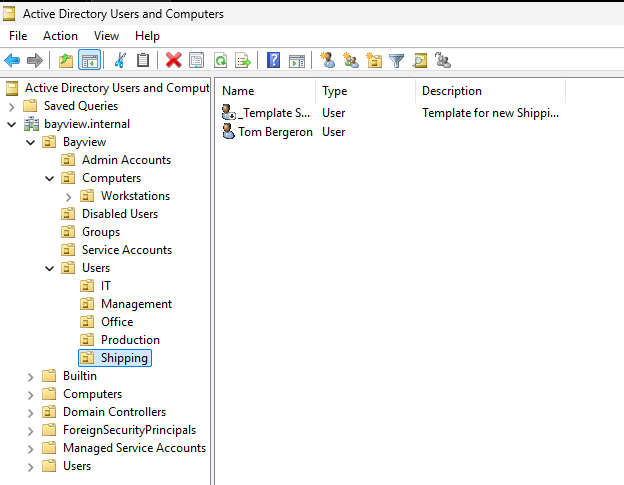 Active Directory Users and Computers
File Action View Help
Active Directory Users and Comput
Saved Queries
bayview.internal
Bayview
Admin Accounts
Computers
Workstations
Disabled Users
Groups
Service Accounts
Users
IT
Management
Office
Production
Shipping
Builtin
Computers
Domain Controllers
ForeignSecurityPrincipals
Managed Service Accounts
Users
Name Type Description
_Template S... User Template for new Shippi...
Tom Bergeron User